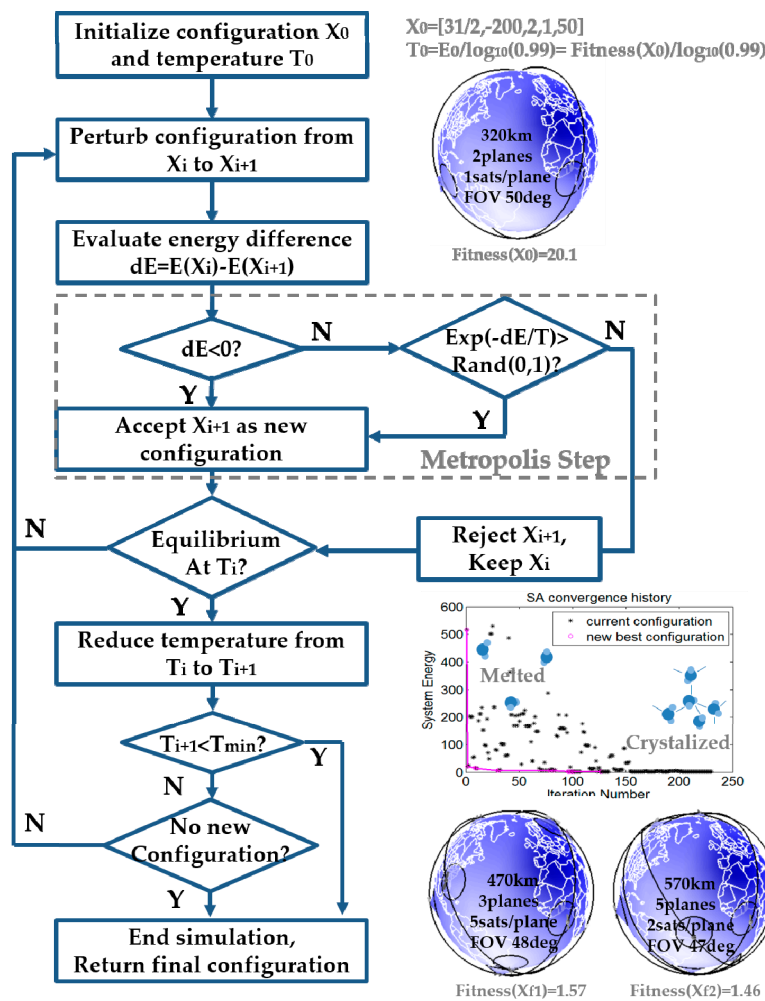 Initialize configuration X0
and temperature T0
X0=[31/2,-200,2,1,50]
T0=E0/log10(0.99)= Fitness(X0)/log10(0.99)
320km
2planes
1sats/plane
FOV 50deg
Fitness(X0)=20.1
Perturb configuration from
Xi to Xi+1
Evaluate energy difference
dE=E(Xi)-E(Xi+1)
dE<0?
N
Exp(-dE/T)>
Rand(0,1)?
N
Y
Y
Accept Xi+1 as new
configuration
Metropolis Step
Equilibrium
At Ti?
N
Reject Xi+1,
Keep Xi
Y
Reduce temperature from
Ti to Ti+1
Ti+1<Tmin?
Y
N
No new
Configuration?
N
Y
End simulation,
Return final configuration
SA convergence history
System Energy
600
500
400
300
200
100
0
current configuration
new best configuration
Melted
Crystalized
0
50
100
150
200
250
Iteration Number
470km
3planes
5sats/plane
FOV 48deg
Fitness(Xf1)=1.57
570km
5planes
2sats/plane
FOV 47deg
Fitness(Xf2)=1.46